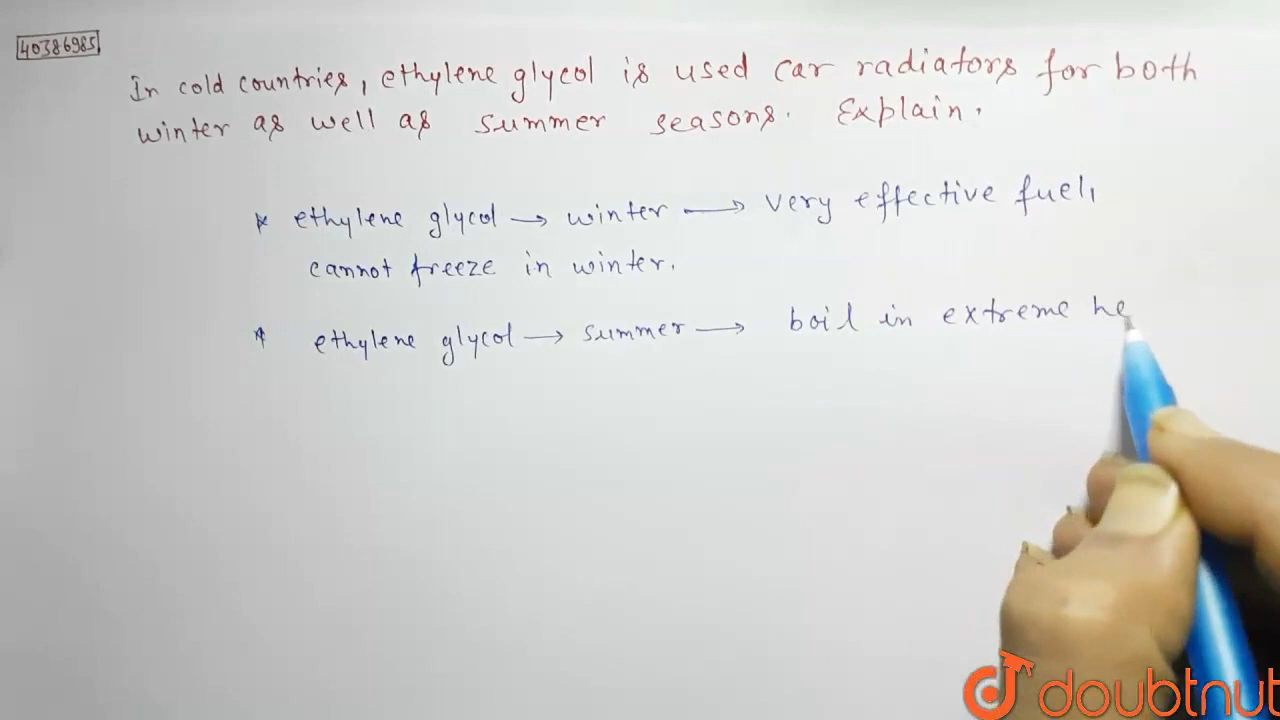 40386985
In cold countries, ethylene glycol is used car radiators for both
winter as well as summer seasons. Explain.
* ethylene glycol → winter → very effective fuel,
cannot freeze in winter.
* ethylene glycol → summer → boil in extreme he
doubtnut